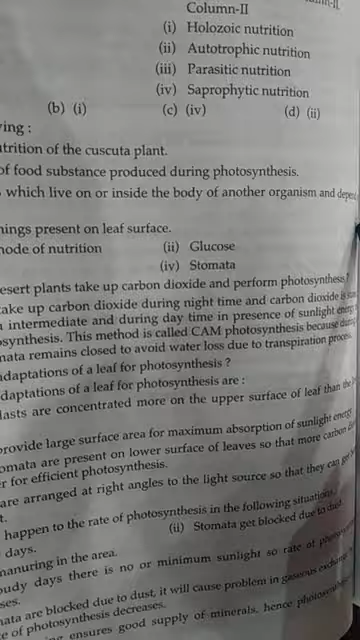 Column-II
(i) Holozoic nutrition
(ii) Autotrophic nutrition
(iii) Parasitic nutrition
(iv) Saprophytic nutrition
(b) (i) (c) (iv) (d) (ii)
ving :
utrition of the cuscuta plant.
of food substance produced during photosynthesis.
which live on or inside the body of another organism and depend
nings present on leaf surface.
mode of nutrition (ii) Glucose
(iv) Stomata
esert plants take up carbon dioxide and perform photosynthesis ?
take up carbon dioxide during night time and carbon dioxide is
intermediate and during day time in presence of sunlight energy
osynthesis. This method is called CAM photosynthesis because
mata remains closed to avoid water loss due to transpiration process.
adaptations of a leaf for photosynthesis ?
daptations of a leaf for photosynthesis are :
lasts are concentrated more on the upper surface of leaf than the
provide large surface area for maximum absorption of sunlight energy
omata are present on lower surface of leaves so that more carbon
r for efficient photosynthesis.
are arranged at right angles to the light source so that they can get
t.
happen to the rate of photosynthesis in the following situations.
days. (ii) Stomata get blocked due to dust.
manuring in the area.
oudy days there is no or minimum sunlight so rate of
ses.
mata are blocked due to dust, it will cause problem in gaseous exchange
e of photosynthesis decreases.
ensures good supply of minerals, hence